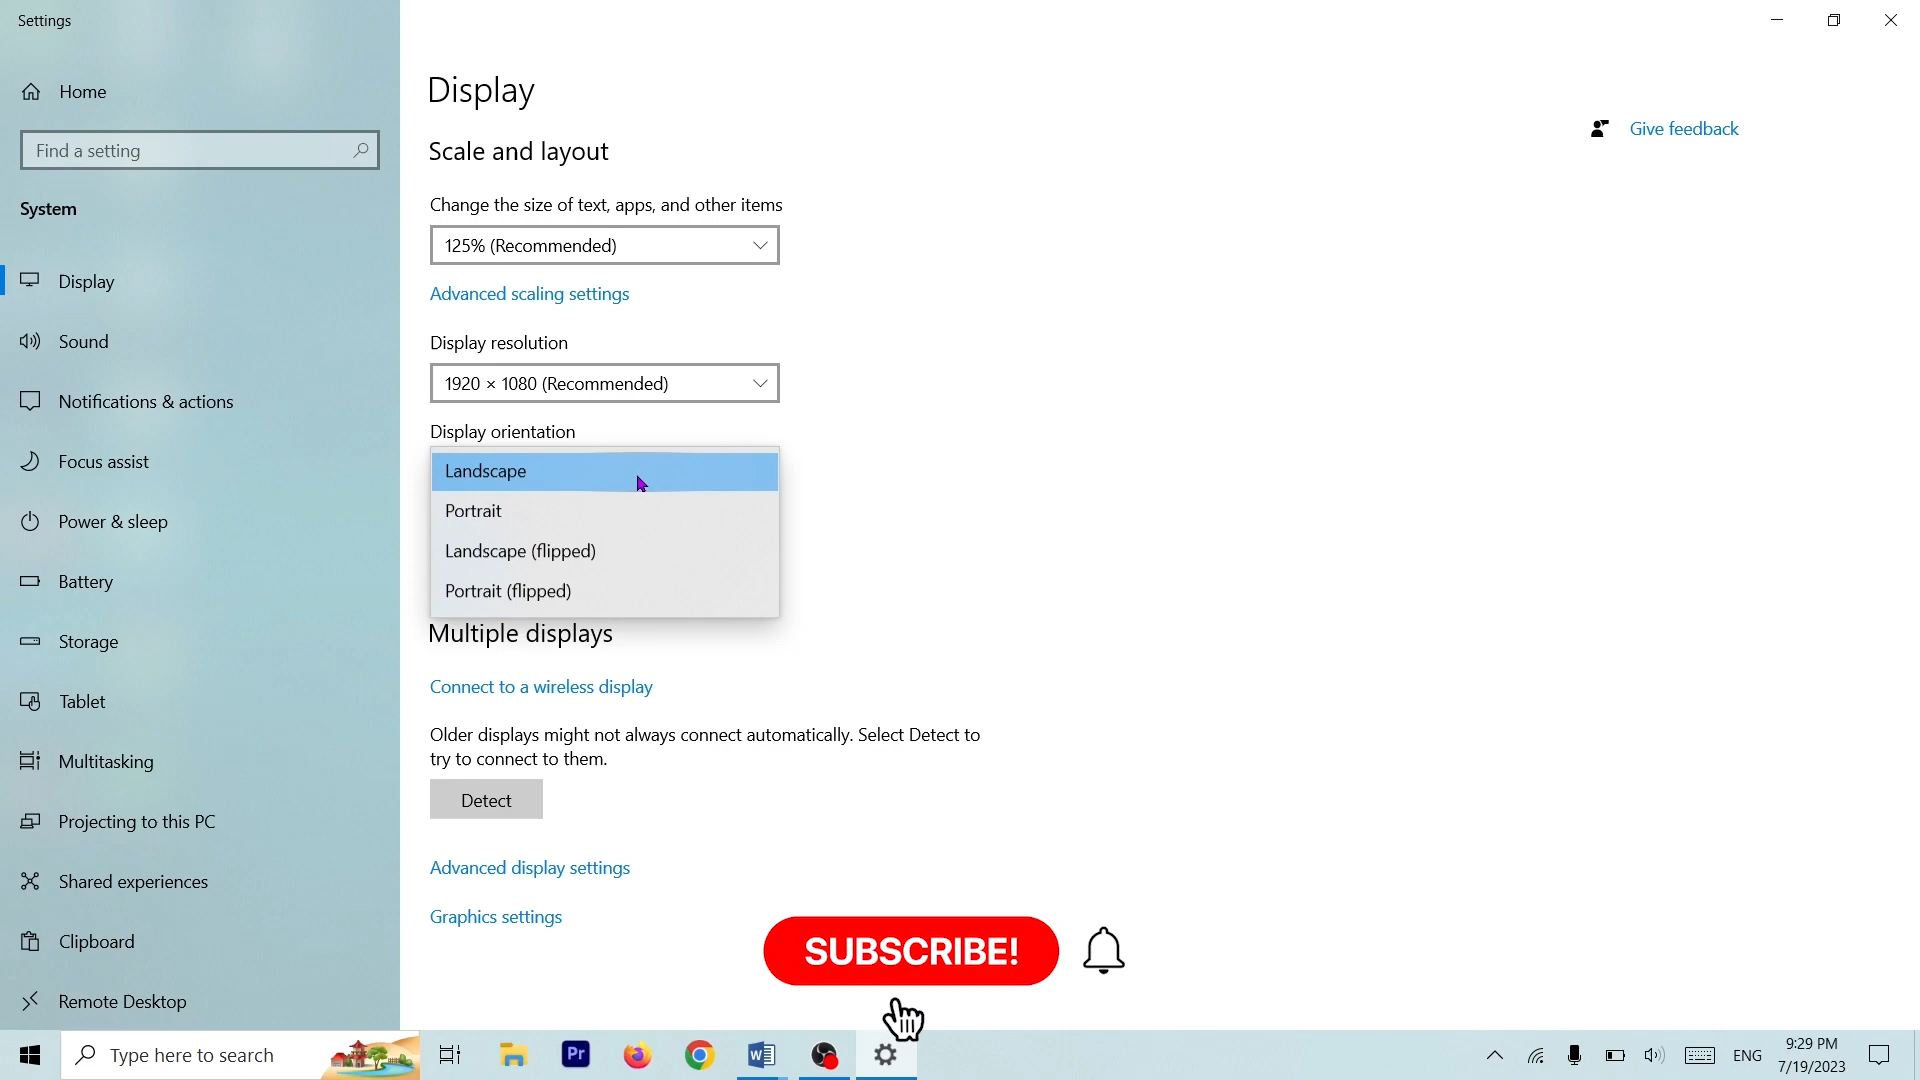 Settings
Home
Find a setting
System
Display
Sound
Notifications & actions
Focus assist
Power & sleep
Battery
Storage
Tablet
Multitasking
Projecting to this PC
Shared experiences
Clipboard
Remote Desktop
Display
Give feedback
Scale and layout
Change the size of text, apps, and other items
125% (Recommended)
Advanced scaling settings
Display resolution
1920 × 1080 (Recommended)
Display orientation
Landscape
Portrait
Landscape (flipped)
Portrait (flipped)
Multiple displays
Connect to a wireless display
Older displays might not always connect automatically. Select Detect to
try to connect to them.
Detect
Advanced display settings
Graphics settings
SUBSCRIBE!
Type here to search
Pr
W
ENG
9:29 PM
7/19/2023